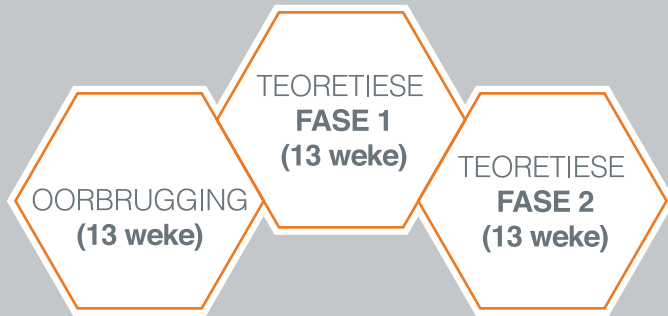 OORBRUGGING
(13 weke)
TEORETIESE
FASE 1
(13 weke)
TEORETIESE
FASE 2
(13 weke)